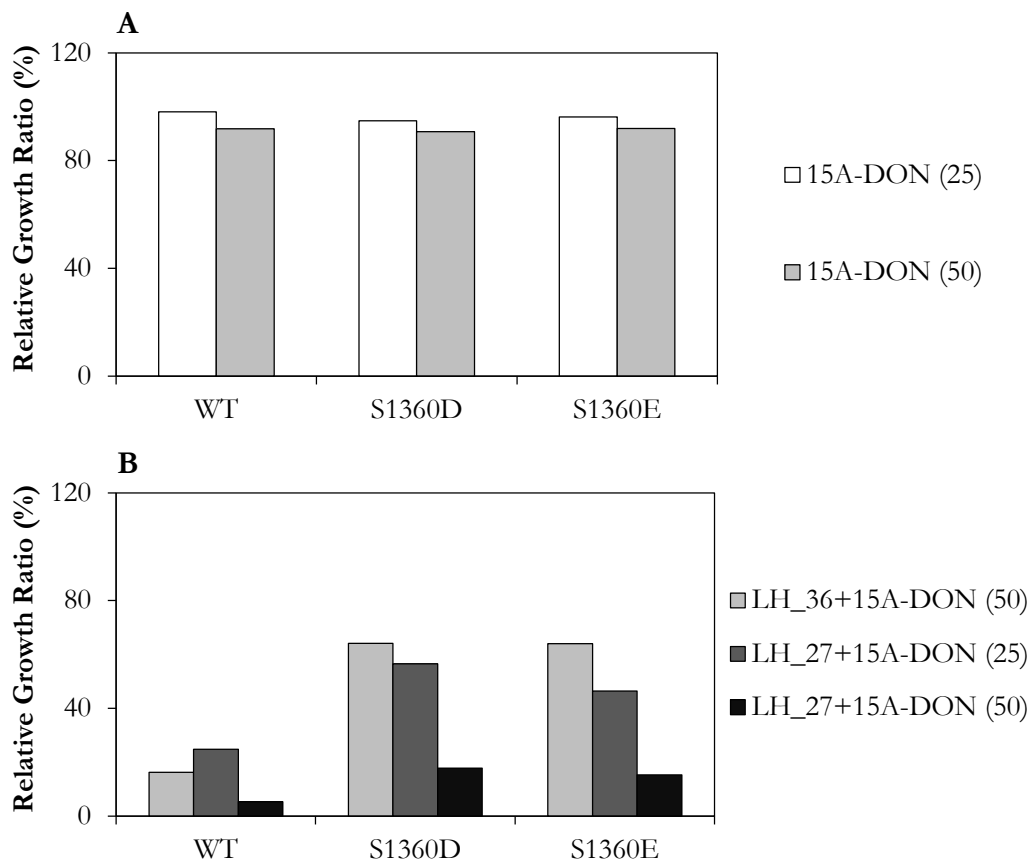 A
Relative Growth Ratio (%)
120
80
40
0
WT S1360D S1360E
15A-DON (25)
15A-DON (50)
B
Relative Growth Ratio (%)
120
80
40
0
WT S1360D S1360E
LH_36+15A-DON (50)
LH_27+15A-DON (25)
LH_27+15A-DON (50)